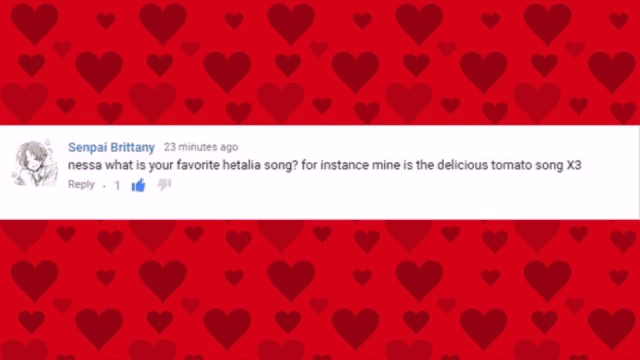 Senpai Brittany 23 minutes ago
nessa what is your favorite hetalia song? for instance mine is the delicious tomato song X3
Reply · 1